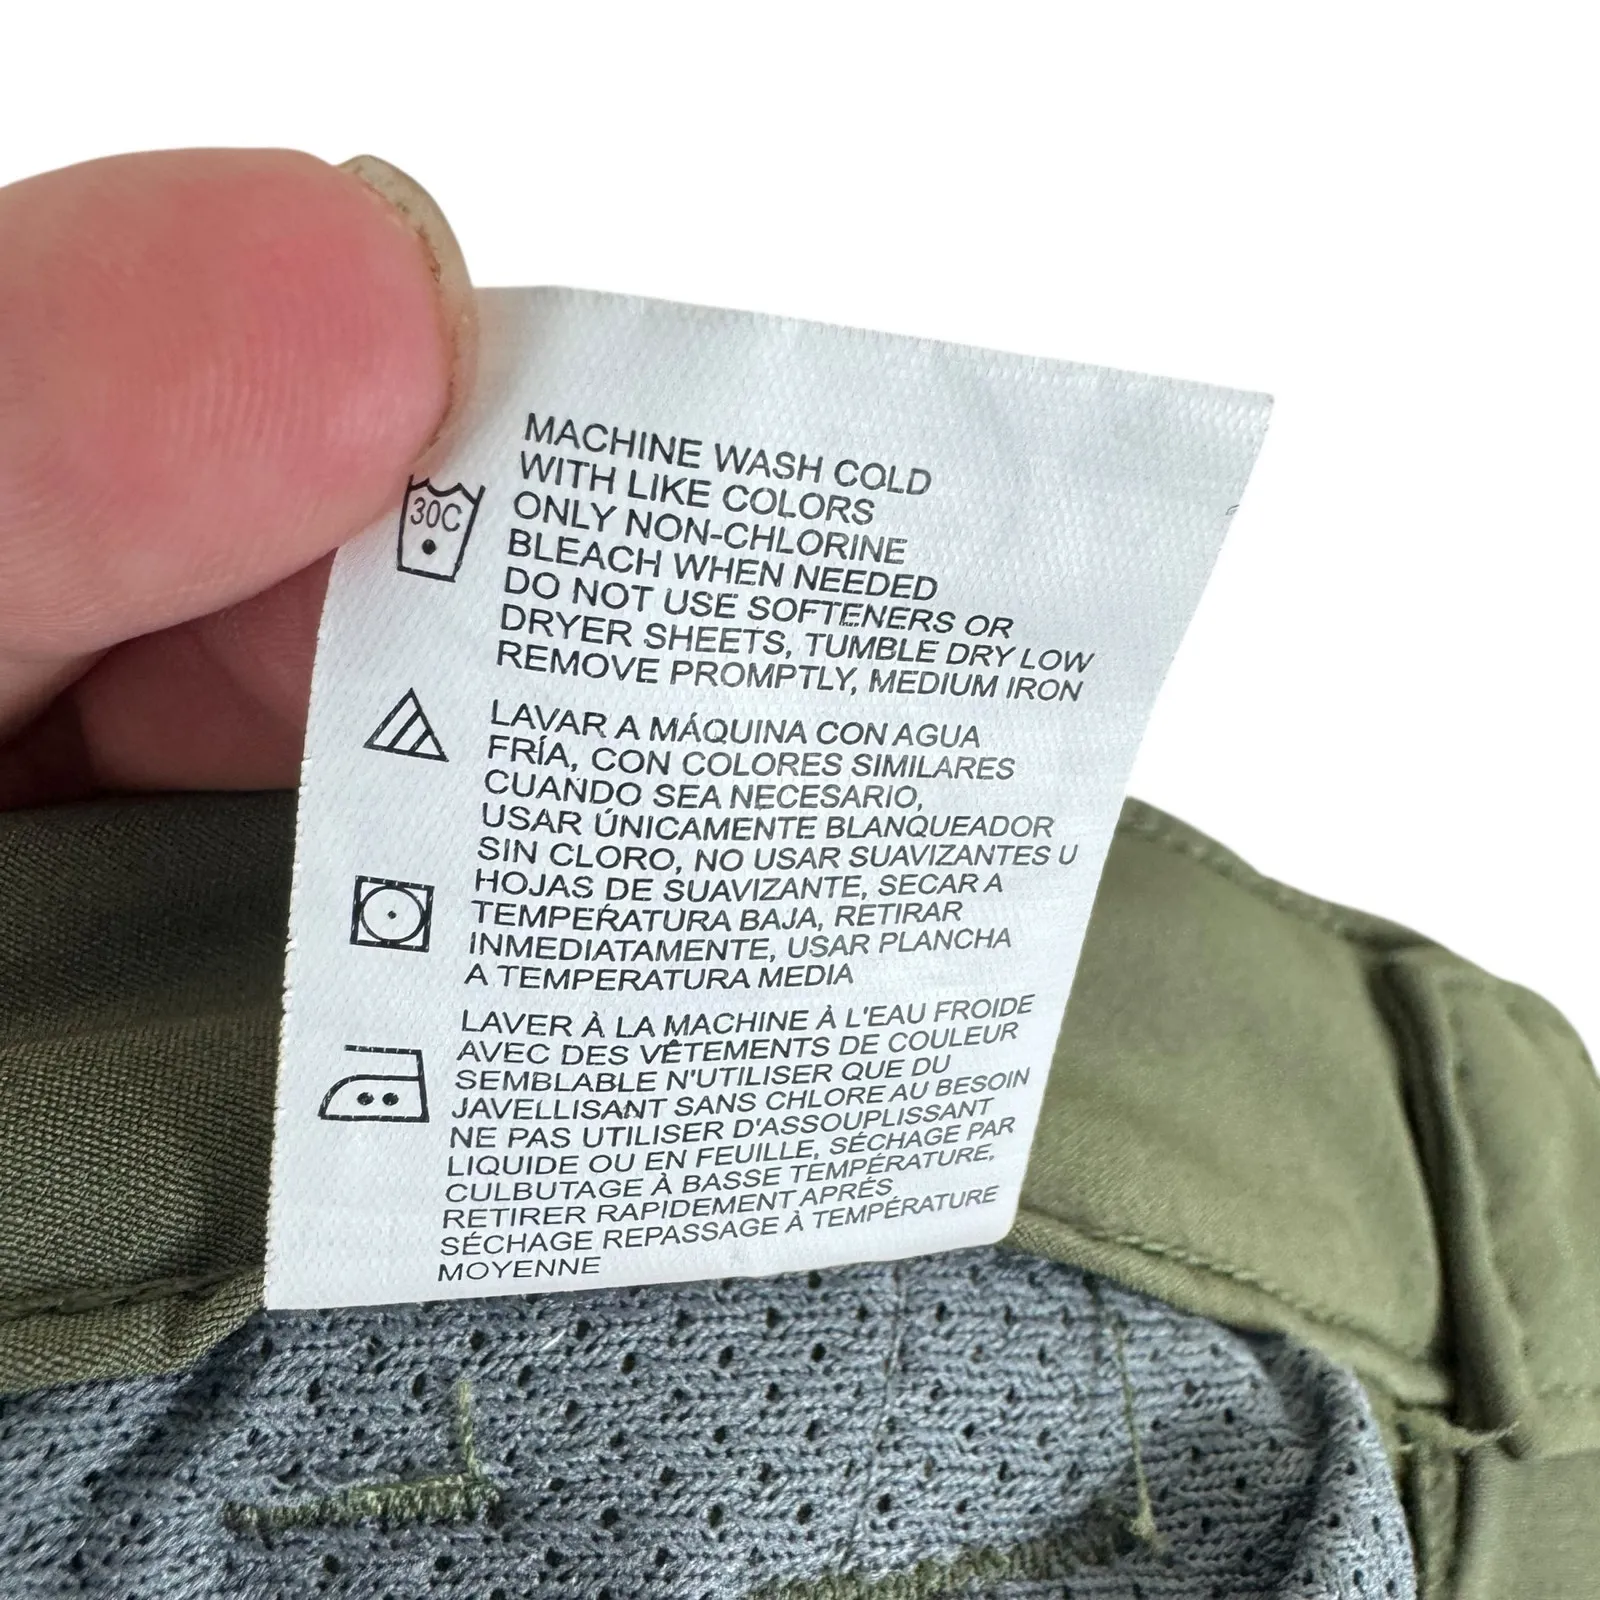 MACHINE WASH COLD
WITH LIKE COLORS
ONLY NON-CHLORINE
BLEACH WHEN NEEDED
DO NOT USE SOFTENERS OR
DRYER SHEETS, TUMBLE DRY LOW
REMOVE PROMPTLY, MEDIUM IRON
30C
LAVAR A MÁQUINA CON AGUA
FRÍA, CON COLORES SIMILARES
CUANDO SEA NECESARIO,
USAR ÚNICAMENTE BLANQUEADOR
SIN CLORO, NO USAR SUAVIZANTES U
HOJAS DE SUAVIZANTE, SECAR A
TEMPERATURA BAJA, RETIRAR
INMEDIATAMENTE, USAR PLANCHA
A TEMPERATURA MEDIA
LAVER À LA MACHINE À L'EAU FROIDE
AVEC DES VÊTEMENTS DE COULEUR
SEMBLABLE N'UTILISER QUE DU
JAVELLISANT SANS CHLORE AU BESOIN
NE PAS UTILISER D'ASSOUPLISSANT
LIQUIDE OU EN FEUILLE, SÉCHAGE PAR
CULBUTAGE À BASSE TEMPÉRATURE,
RETIRER RAPIDEMENT APRÉS
SÉCHAGE REPASSAGE À TEMPÉRATURE
MOYENNE